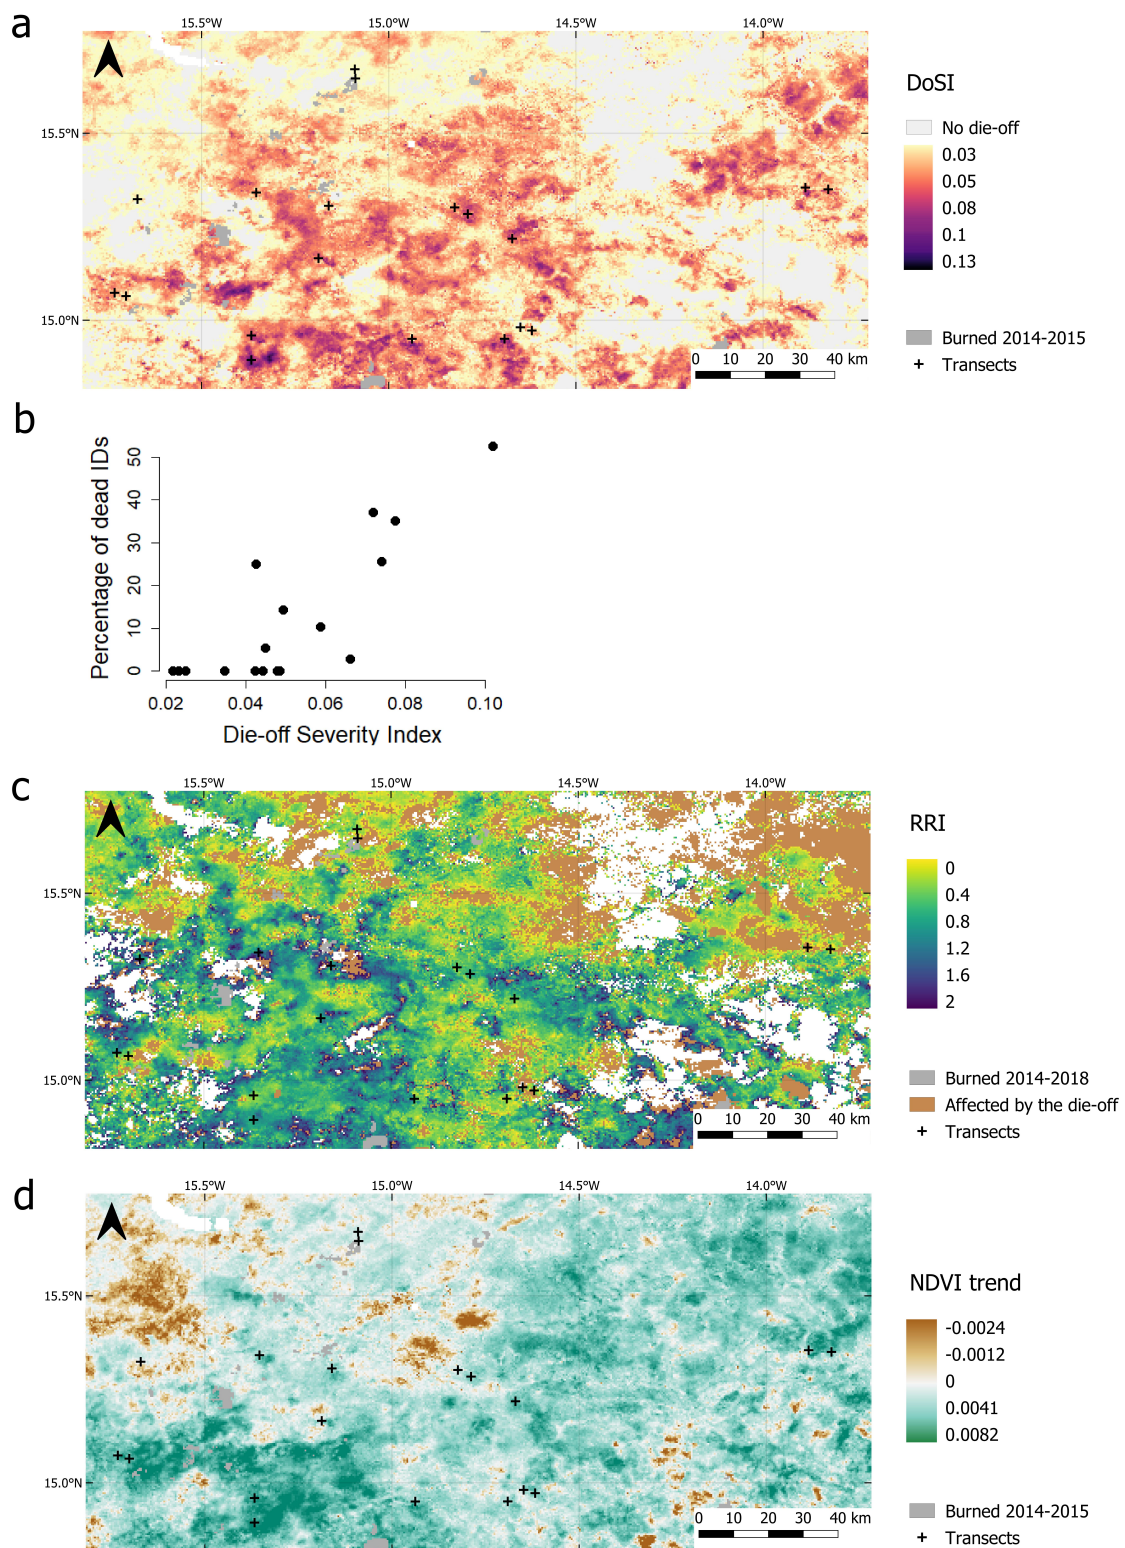 a
15.5°W 15.0°W 14.5°W 14.0°W
15.5°N
15.0°N
0 10 20 30 40 km
DoSI
No die-off
0.03
0.05
0.08
0.1
0.13
Burned 2014-2015
Transects
b
Percentage of dead IDs
50
40
30
20
10
0
0.02 0.04 0.06 0.08 0.10
Die-off Severity Index
c
15.5°W 15.0°W 14.5°W 14.0°W
15.5°N
15.0°N
0 10 20 30 40 km
RRI
0
0.4
0.8
1.2
1.6
2
Burned 2014-2018
Affected by the die-off
Transects
d
15.5°W 15.0°W 14.5°W 14.0°W
15.5°N
15.0°N
0 10 20 30 40 km
NDVI trend
-0.0024
-0.0012
0
0.0041
0.0082
Burned 2014-2015
Transects